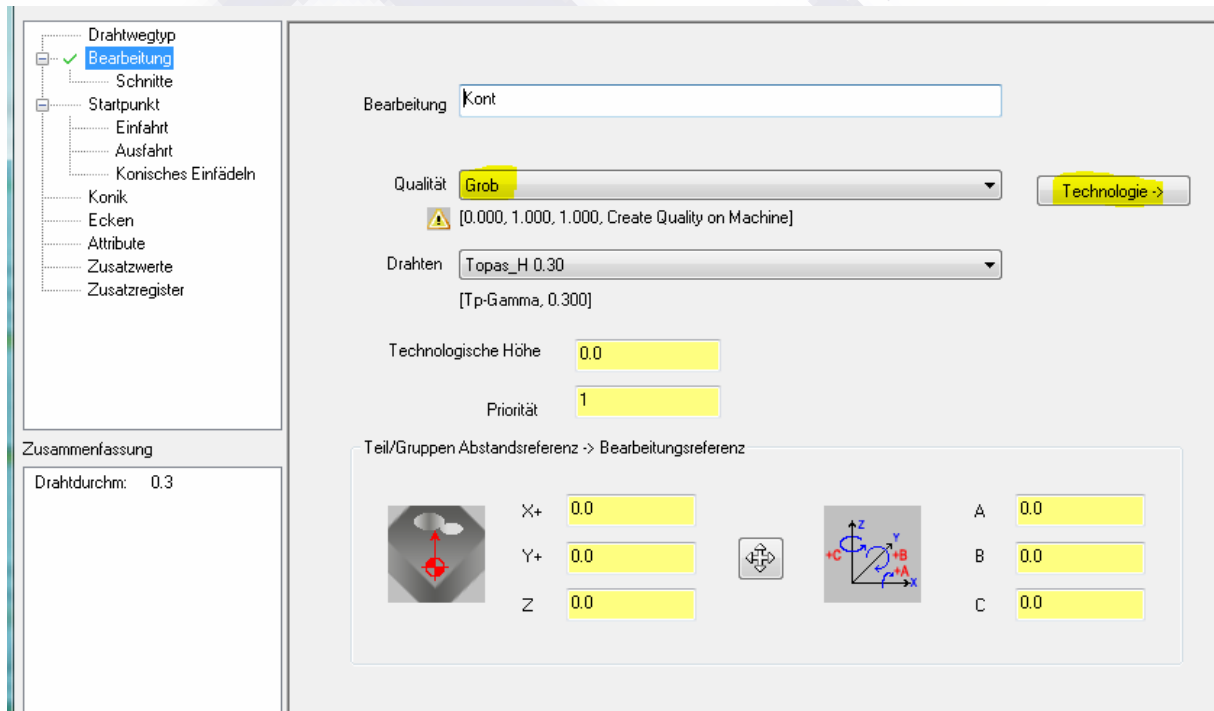 Drahtwegtyp
Bearbeitung
Schnitte
Startpunkt
Einfahrt
Ausfahrt
Konisches Einfädeln
Konik
Ecken
Attribute
Zusatzwerte
Zusatzregister
Zusammenfassung
Drahtdurchm: 0.3
Bearbeitung Kont
Qualität Grob Technologie ->
[0.000, 1.000, 1.000, Create Quality on Machine]
Drahten Topas_H 0.30
[Tp-Gamma, 0.300]
Technologische Höhe 0.0
Priorität 1
Teil/Gruppen Abstandsreferenz -> Bearbeitungsreferenz
X+ 0.0
Y+ 0.0
Z 0.0
Z
Y
+C
+B
+A
X
A 0.0
B 0.0
C 0.0